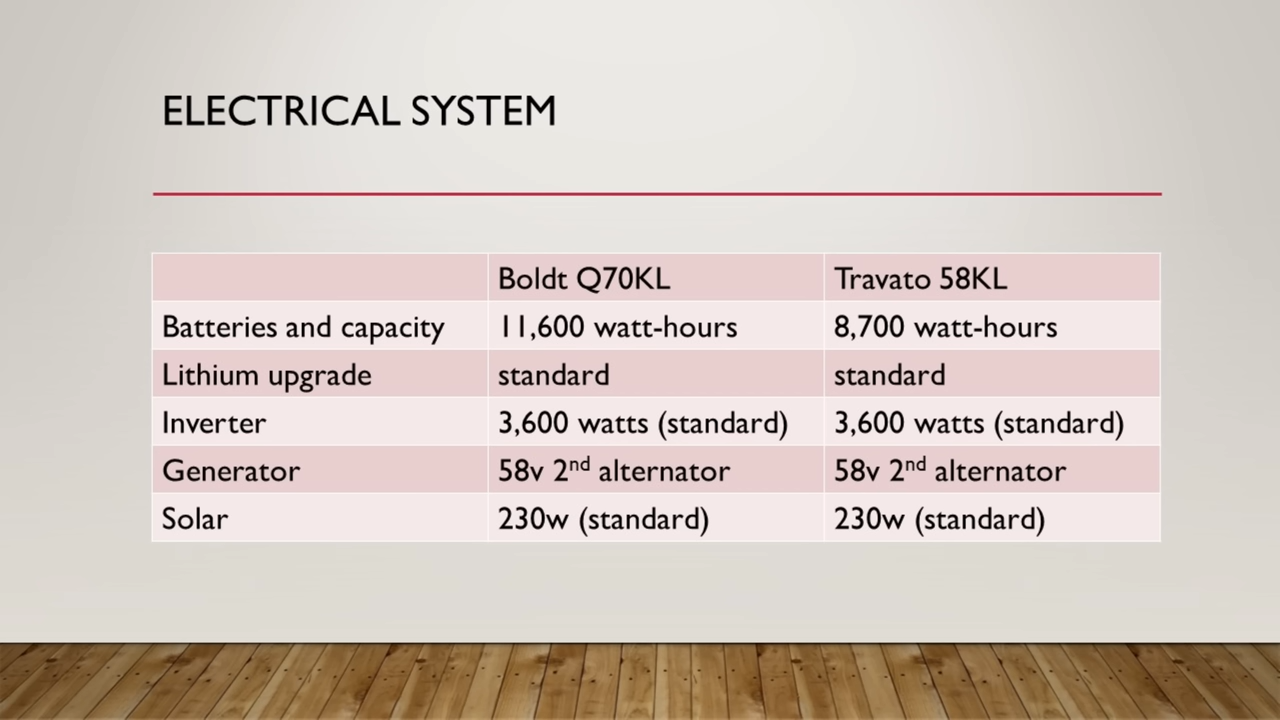 ELECTRICAL SYSTEM
Boldt Q70KL Travato 58KL
Batteries and capacity 11,600 watt-hours 8,700 watt-hours
Lithium upgrade standard standard
Inverter 3,600 watts (standard) 3,600 watts (standard)
Generator 58v 2nd alternator 58v 2nd alternator
Solar 230w (standard) 230w (standard)